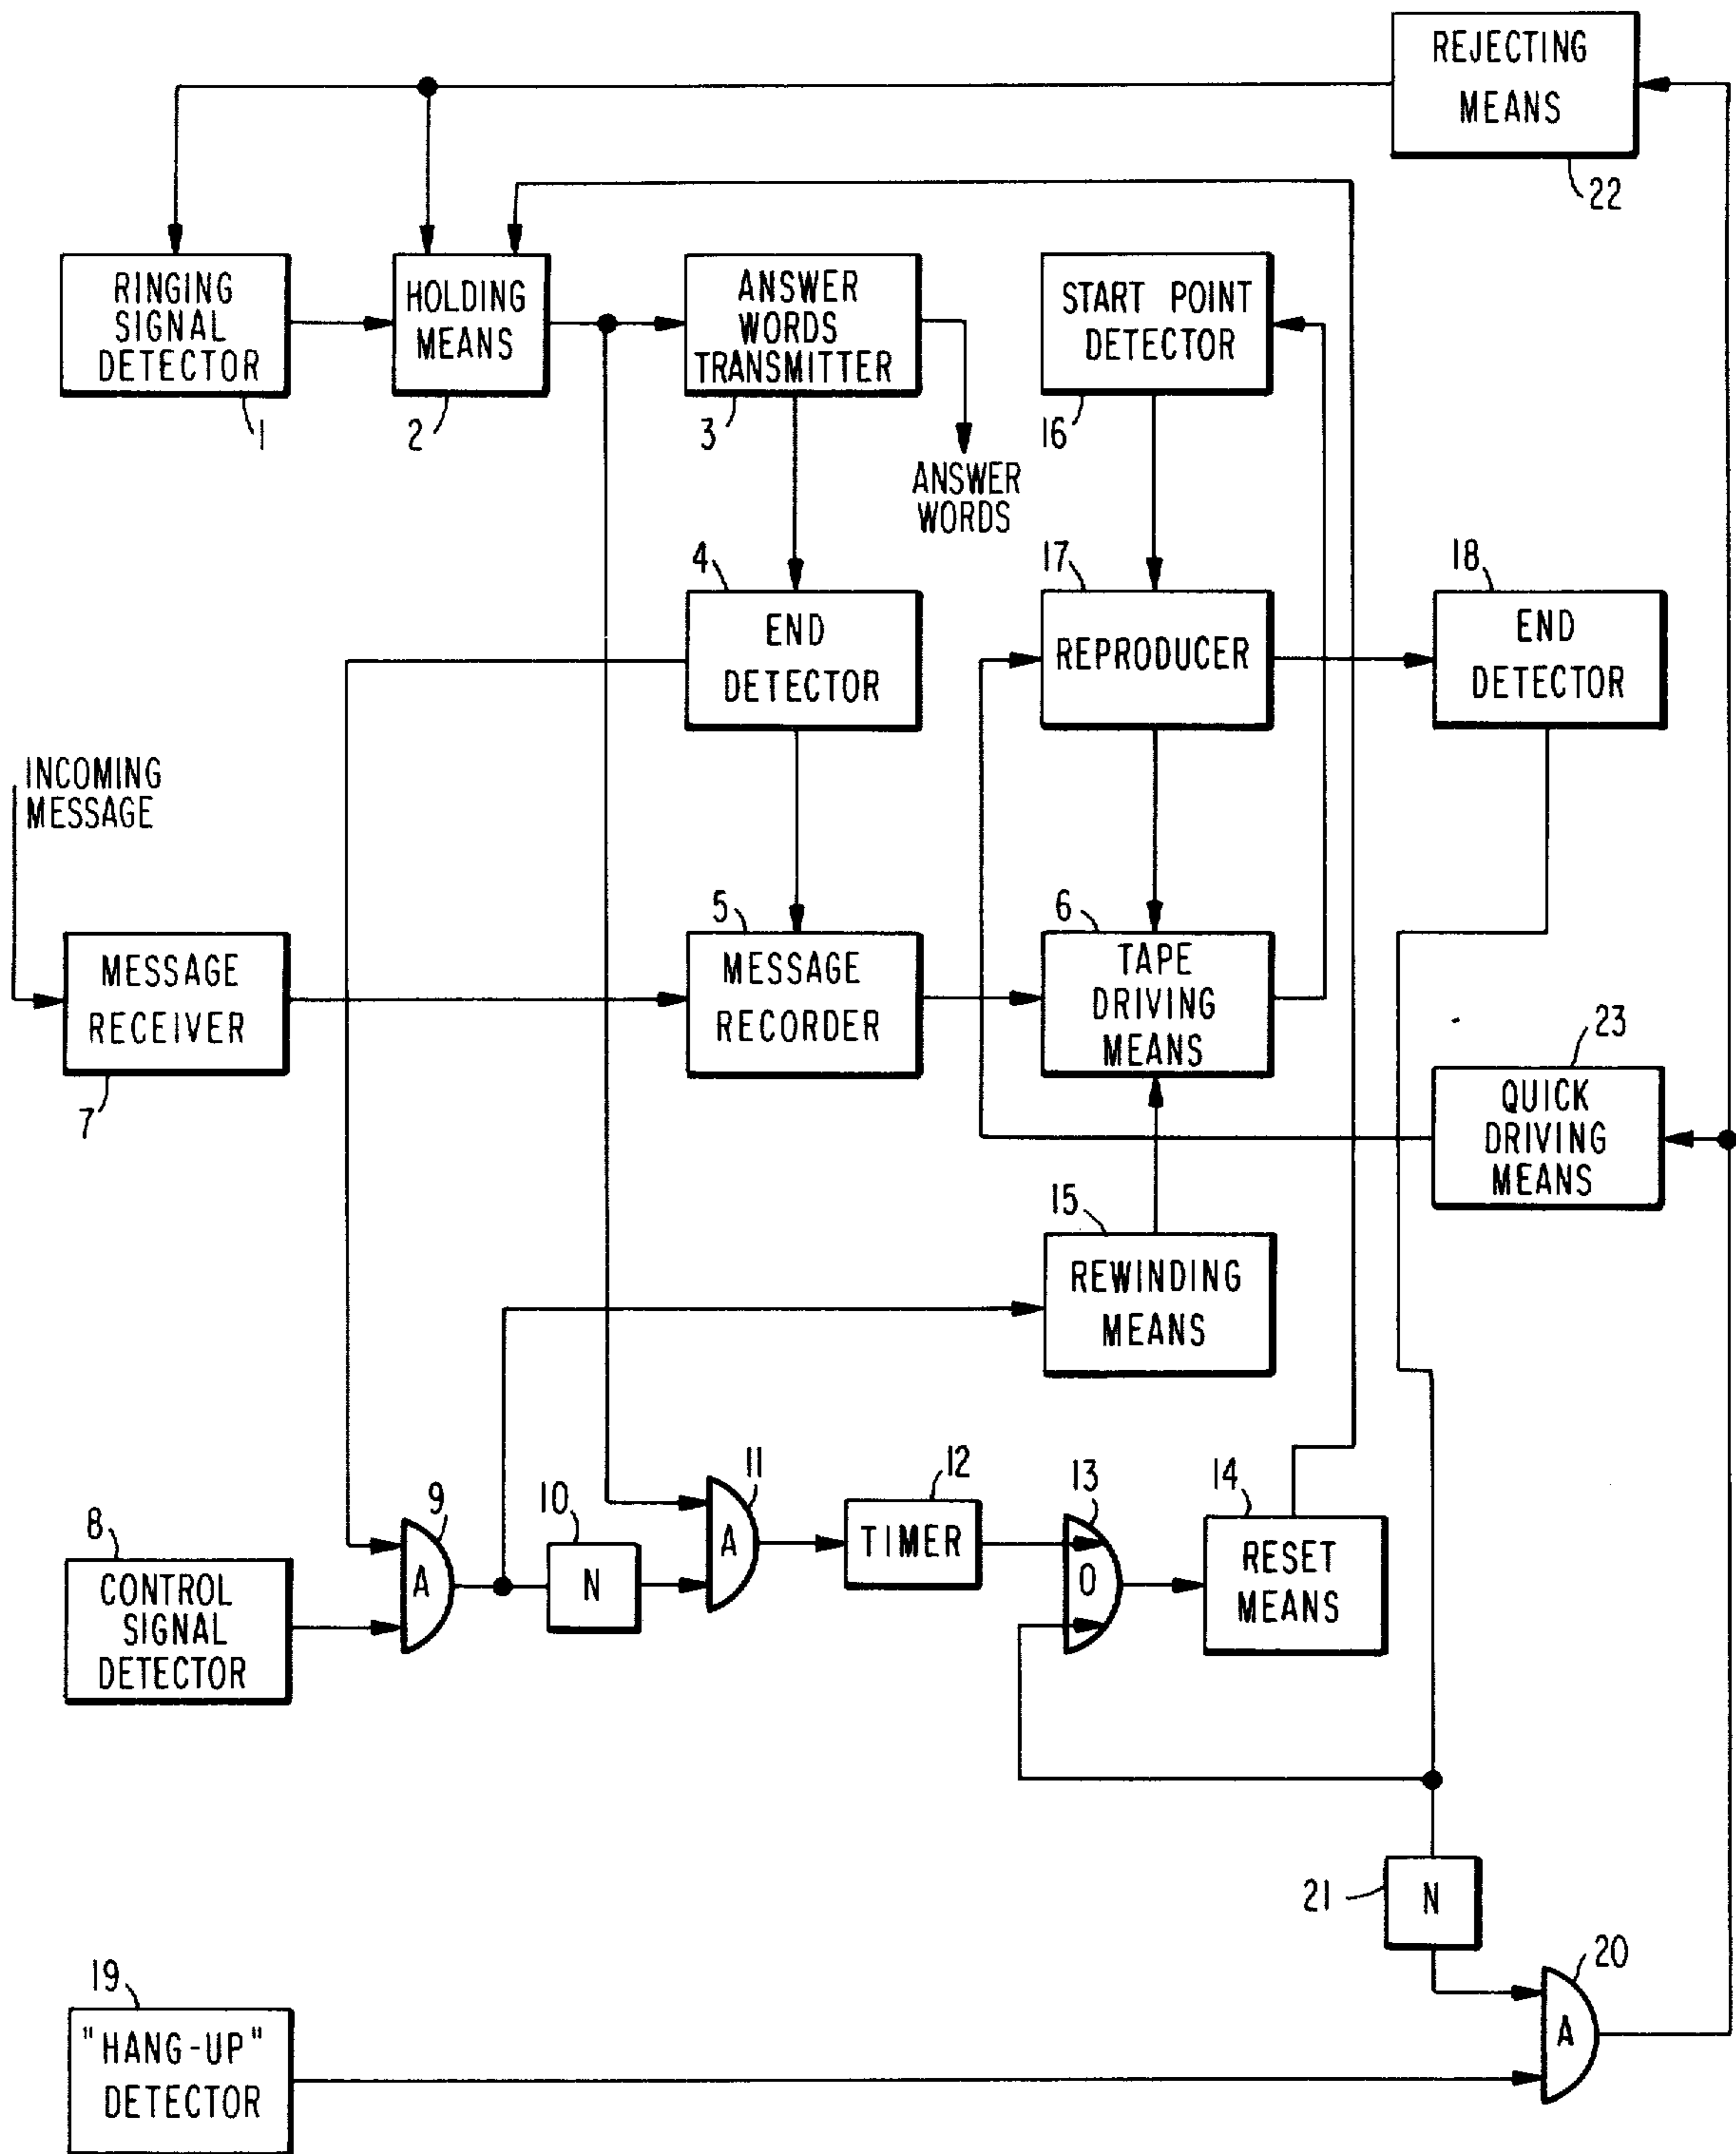 REJECTING
MEANS
22
RINGING
SIGNAL
DETECTOR
1
HOLDING
MEANS
2
ANSWER
WORDS
TRANSMITTER
3
START POINT
DETECTOR
16
ANSWER
WORDS
4
END
DETECTOR
17
REPRODUCER
18
END
DETECTOR
INCOMING
MESSAGE
MESSAGE
RECEIVER
7
5
MESSAGE
RECORDER
6
TAPE
DRIVING
MEANS
23
QUICK
DRIVING
MEANS
15
REWINDING
MEANS
8
CONTROL
SIGNAL
DETECTOR
9
A
10
N
11
A
12
TIMER
13
O
14
RESET
MEANS
21
N
19
"HANG-UP"
DETECTOR
20
A